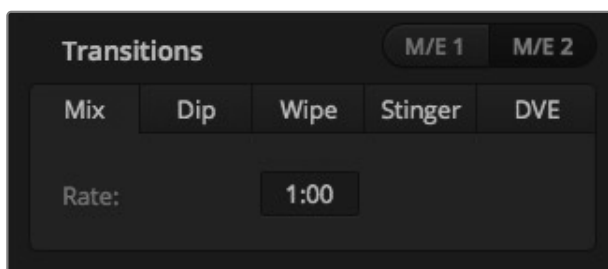 Transitions M/E 1 M/E 2
Mix Dip Wipe Stinger DVE
Rate: 1:00